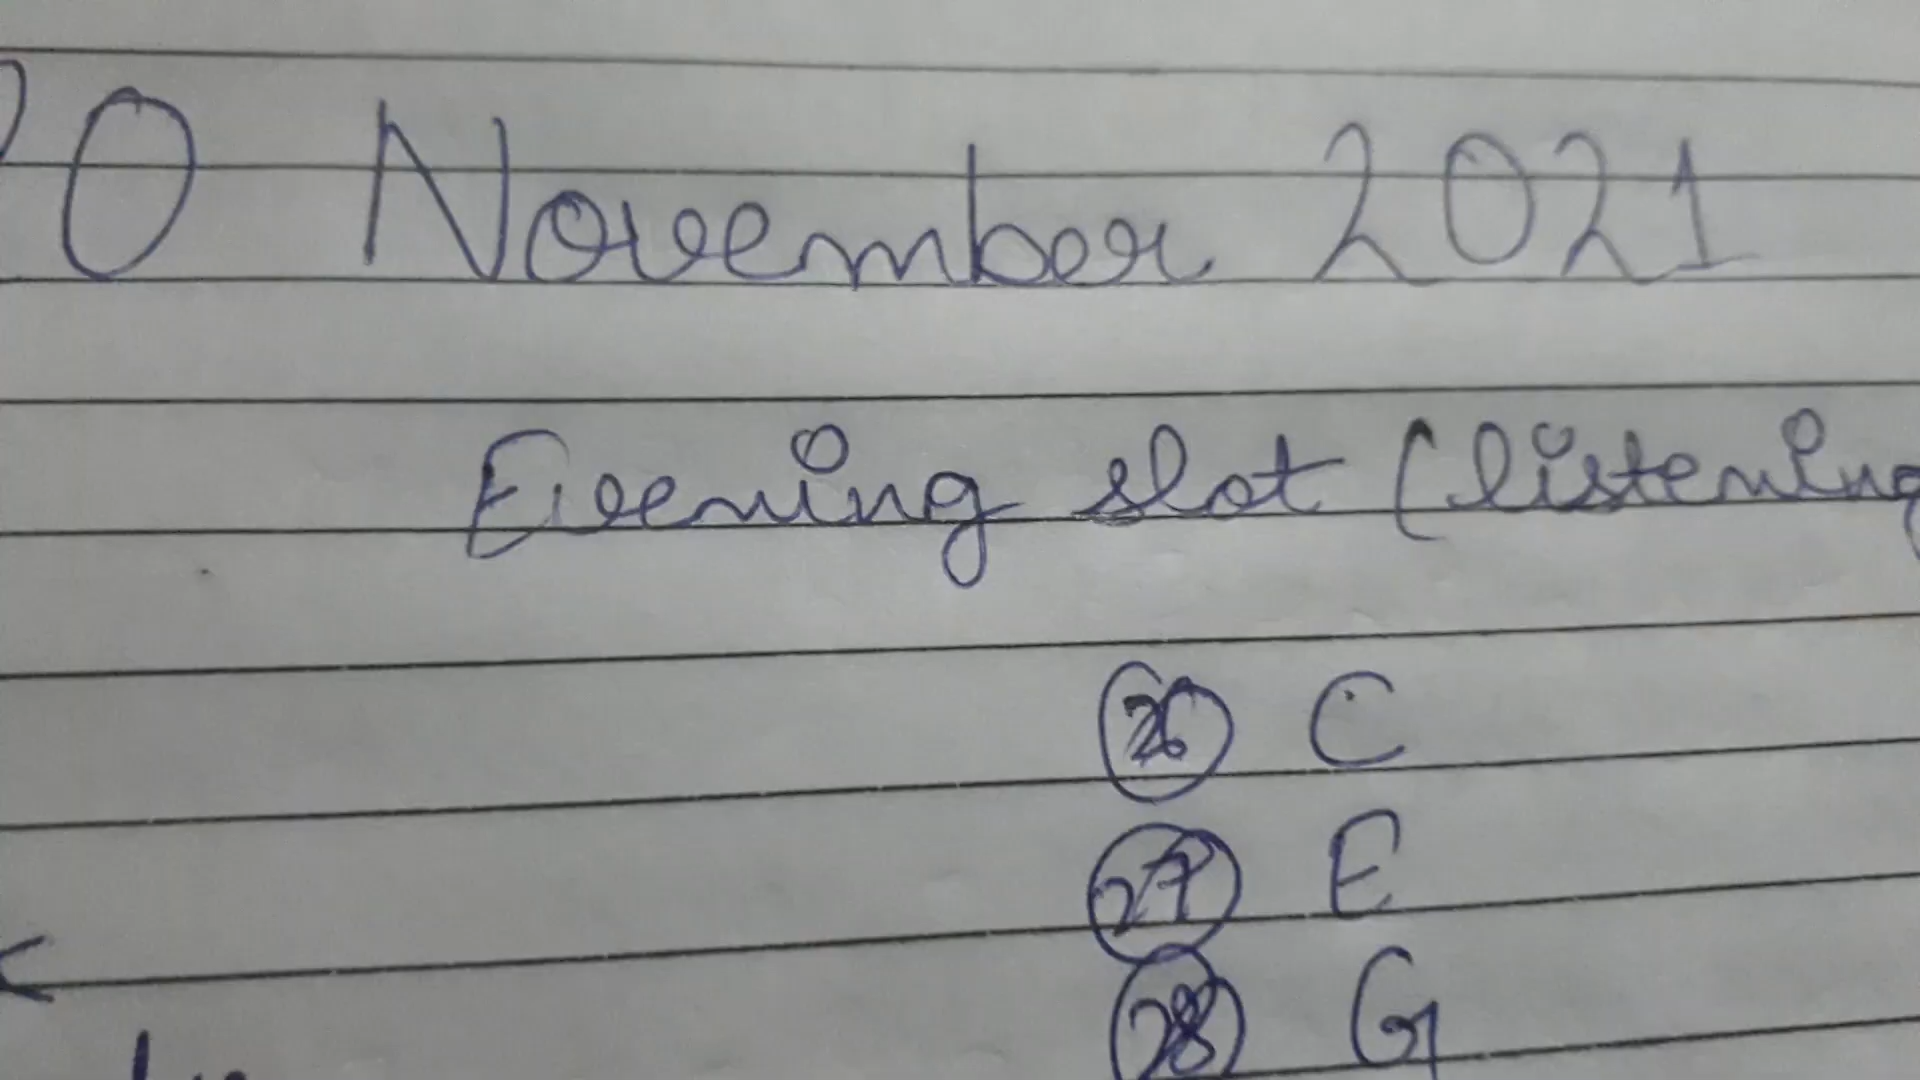 0 November 2021
Evening slot (listening
26 C
27 E
28 G